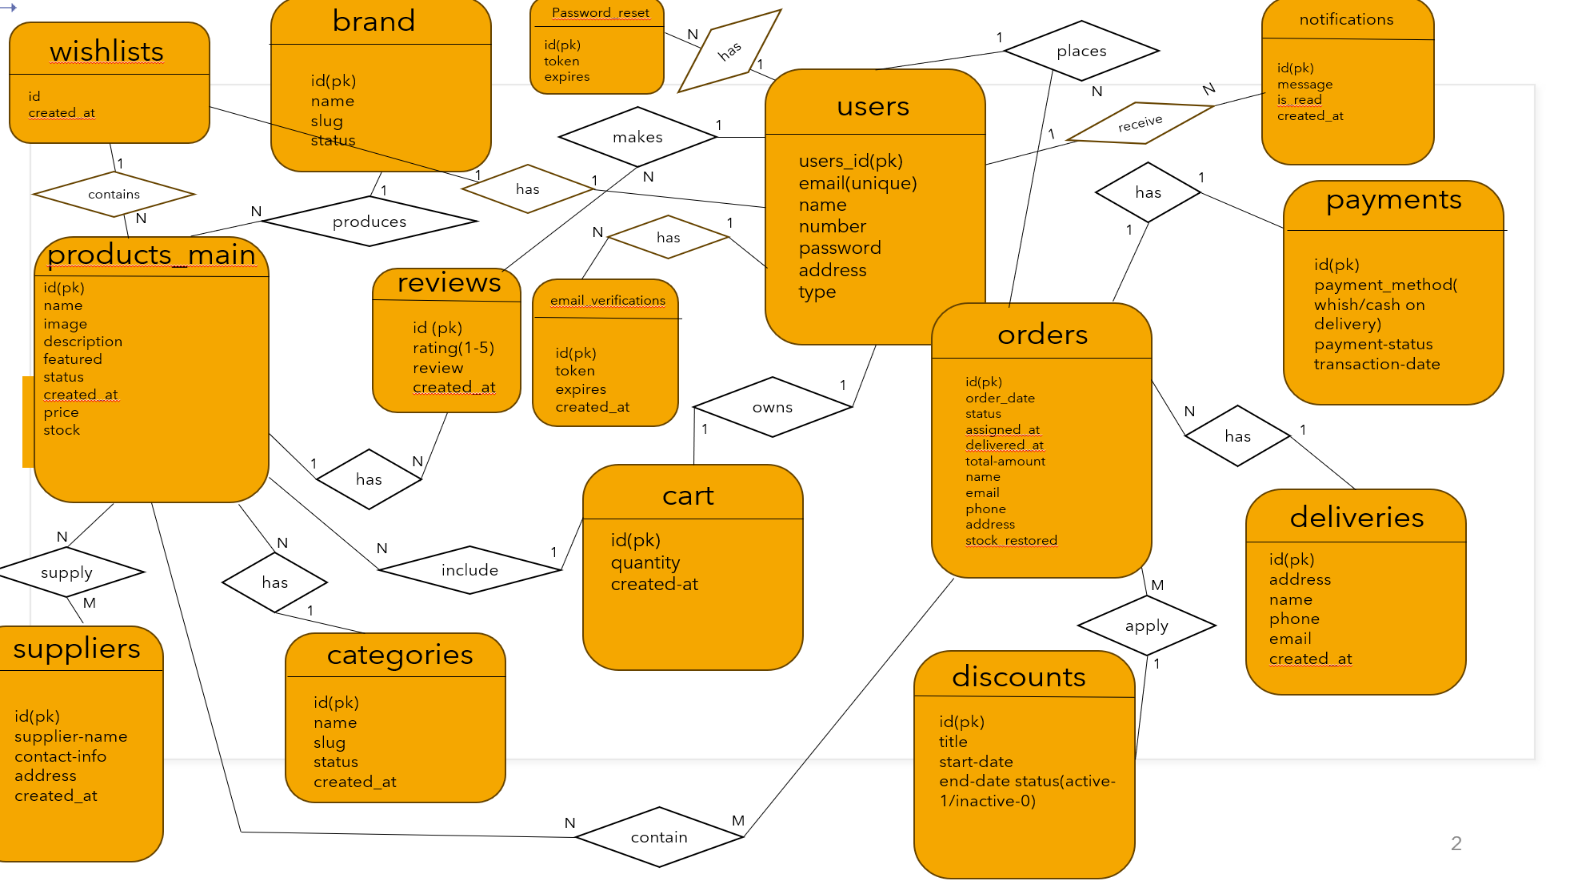 wishlists
id
created_at
brand
id(pk)
name
slug
status
Password_reset
id(pk)
token
expires
N
has
1
1
places
N
notifications
id(pk)
message
is_read
created_at
N
receive
1
users
users_id(pk)
email(unique)
name
number
password
address
type
makes
1
N
1
contains
N
1
produces
N
1
has
1
N
has
1
1
has
1
payments
id(pk)
payment_method(
whish/cash on
delivery)
payment-status
transaction-date
products_main
id(pk)
name
image
description
featured
status
created_at
price
stock
reviews
id (pk)
rating(1-5)
review
created_at
email_verifications
id(pk)
token
expires
created_at
orders
id(pk)
order_date
status
assigned_at
delivered_at
total-amount
name
email
phone
address
stock_restored
1
owns
1
N
has
1
1
has
N
cart
id(pk)
quantity
created-at
deliveries
id(pk)
address
name
phone
email
created_at
N
supply
M
N
has
1
N
include
1
M
apply
1
suppliers
id(pk)
supplier-name
contact-info
address
created_at
categories
id(pk)
name
slug
status
created_at
discounts
id(pk)
title
start-date
end-date status(active-
1/inactive-0)
N
contain
M
2